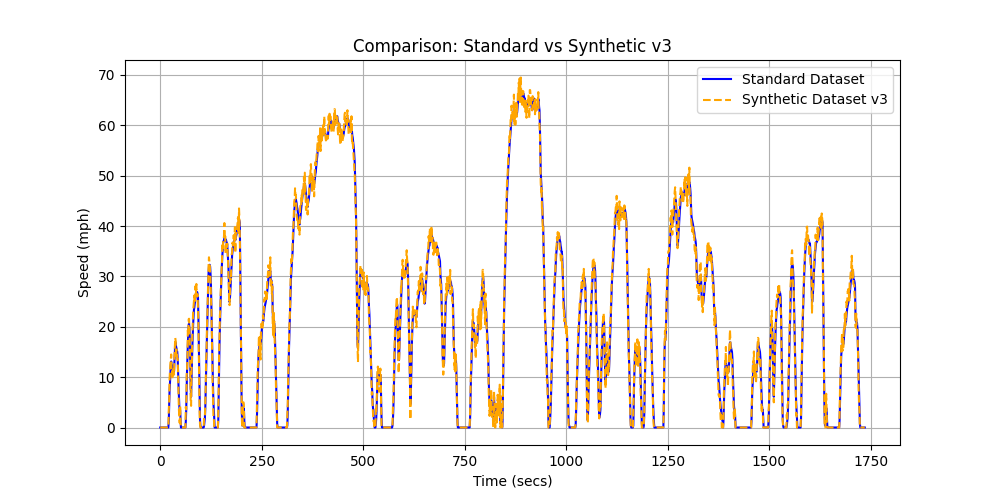 Comparison: Standard vs Synthetic v3
Standard Dataset
Synthetic Dataset v3
70
60
50
40
30
20
10
0
Speed (mph)
0 250 500 750 1000 1250 1500 1750
Time (secs)